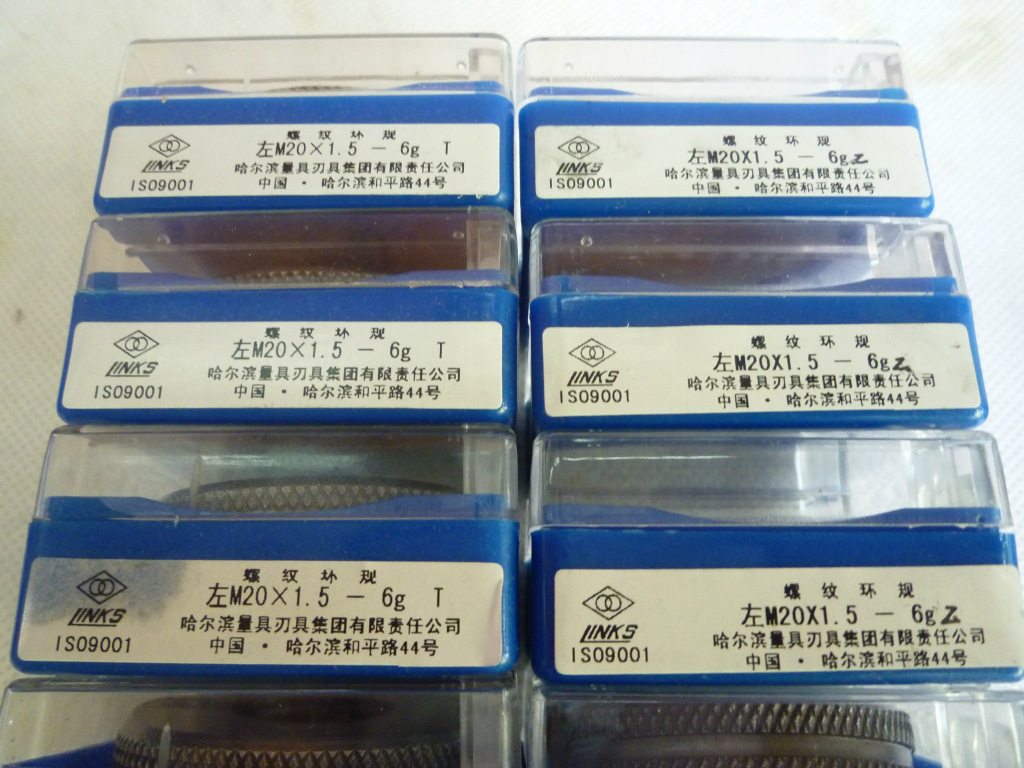 螺纹环规
左M20×1.5－6g T
哈尔滨量具刃具集团有限责任公司
中国・哈尔滨和平路44号
LINKS
ISO9001
螺纹环规
左M20X1.5－6g Z
哈尔滨量具刃具集团有限责任公司
中国・哈尔滨和平路44号
LINKS
ISO9001
螺纹环规
左M20×1.5－6g T
哈尔滨量具刃具集团有限责任公司
中国・哈尔滨和平路44号
LINKS
ISO9001
螺纹环规
左M20X1.5－6g Z
哈尔滨量具刃具集团有限责任公司
中国・哈尔滨和平路44号
LINKS
ISO9001
螺纹环规
左M20×1.5－6g T
哈尔滨量具刃具集团有限责任公司
中国・哈尔滨和平路44号
LINKS
ISO9001
螺纹环规
左M20X1.5－6g Z
哈尔滨量具刃具集团有限责任公司
中国・哈尔滨和平路44号
LINKS
ISO9001